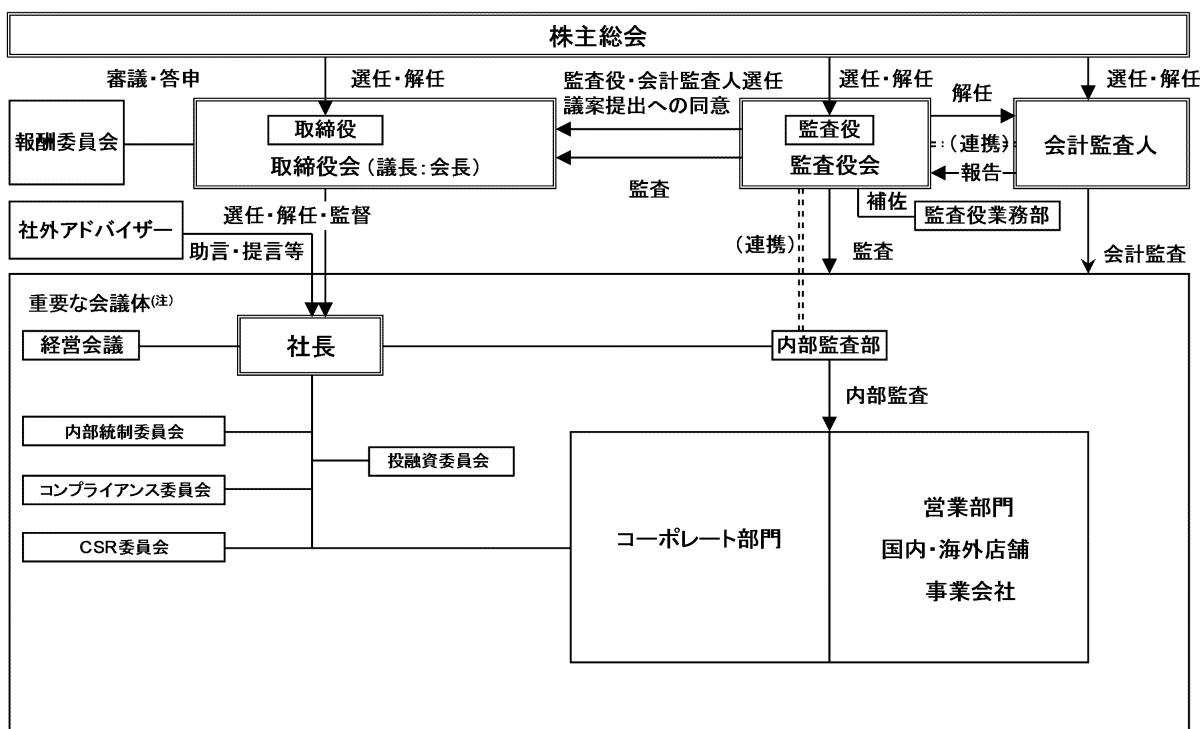 株主総会
審議・答申
選任・解任
監査役・会計監査人選任
議案提出への同意
選任・解任
解任
選任・解任
報酬委員会
取締役
取締役会(議長:会長)
監査役
監査役会
(連携)
報告
会計監査人
監査
補佐
監査役業務部
社外アドバイザー
選任・解任・監督
助言・提言等
(連携)
監査
会計監査
重要な会議体(注)
経営会議
社長
内部監査部
内部監査
内部統制委員会
投融資委員会
コンプライアンス委員会
CSR委員会
コーポレート部門
営業部門
国内・海外店舗
事業会社